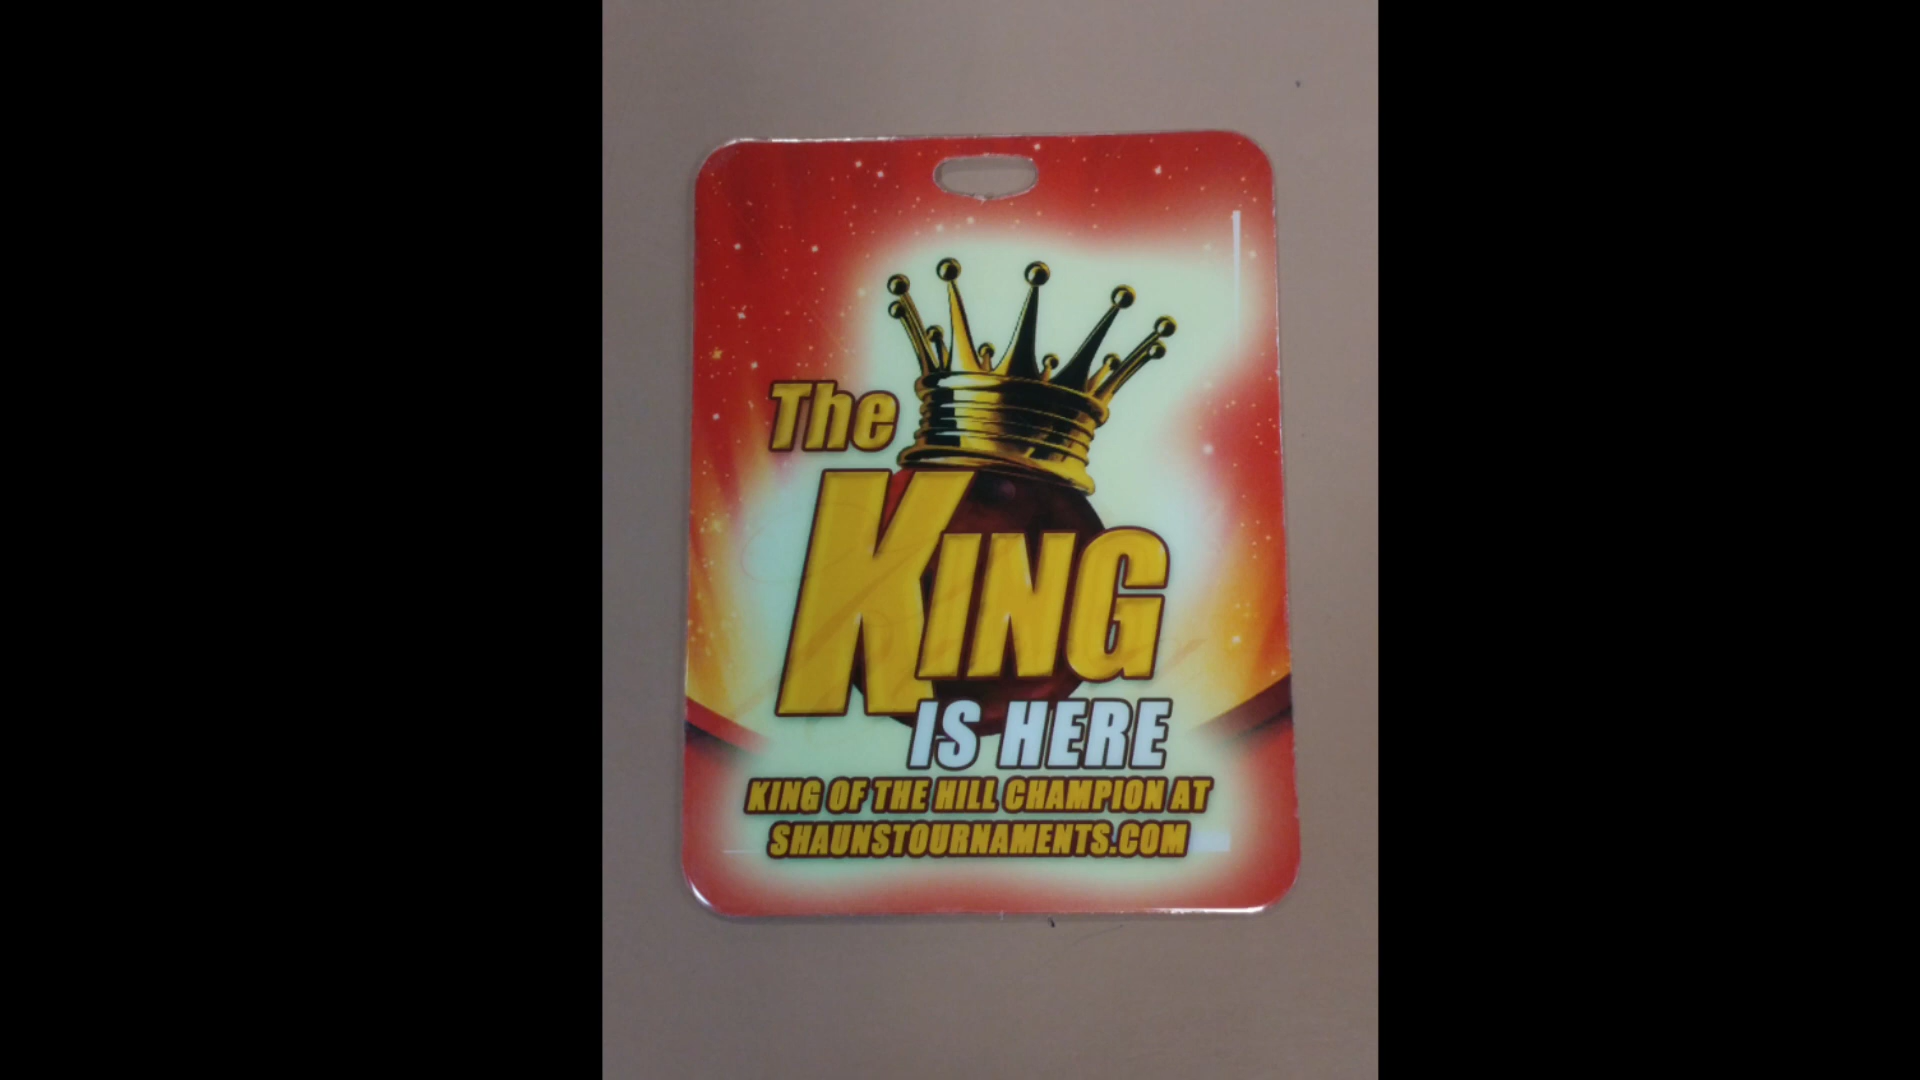 The
KING
IS HERE
KING OF THE HILL CHAMPION AT
SHAUNSTOURNAMENTS.COM